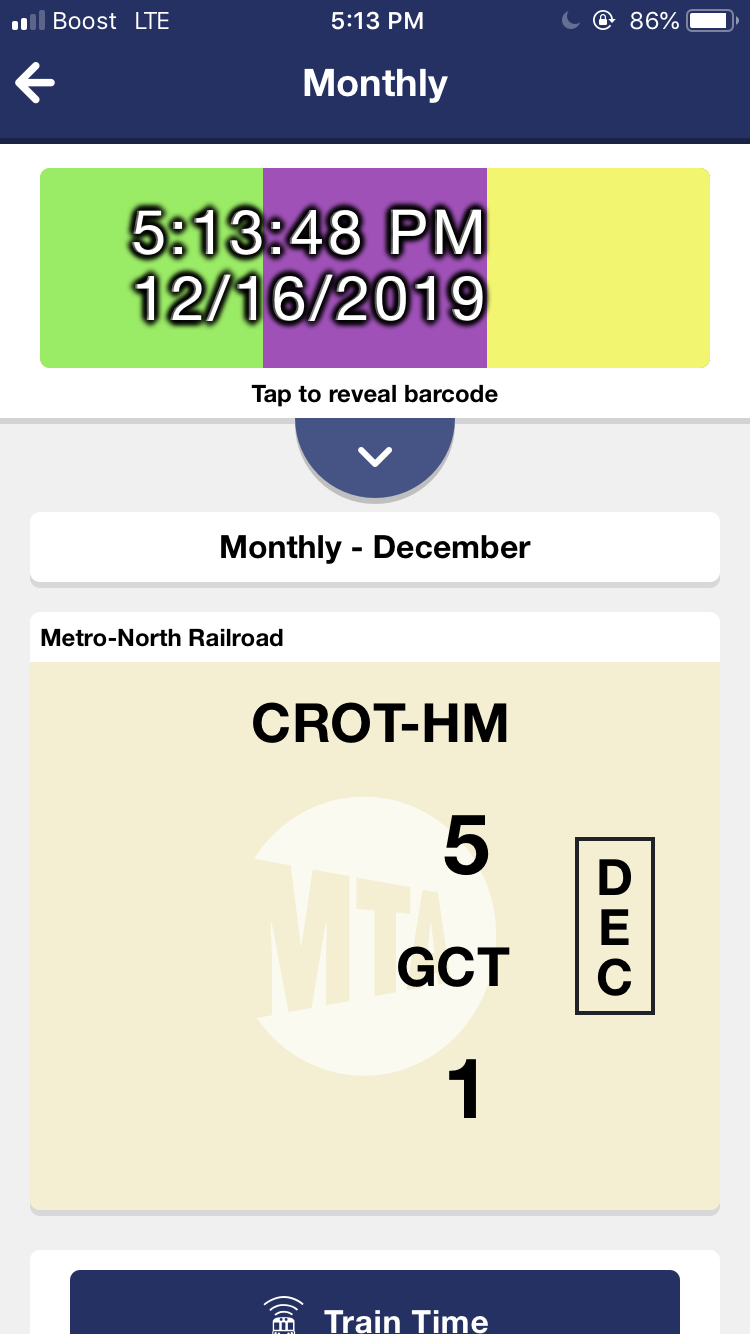 Boost LTE 5:13 PM 86%
Monthly
5:13:48 PM
12/16/2019
Tap to reveal barcode
Monthly - December
Metro-North Railroad
CROT-HM
5
MTA
GCT
1
D
E
C
Train Time